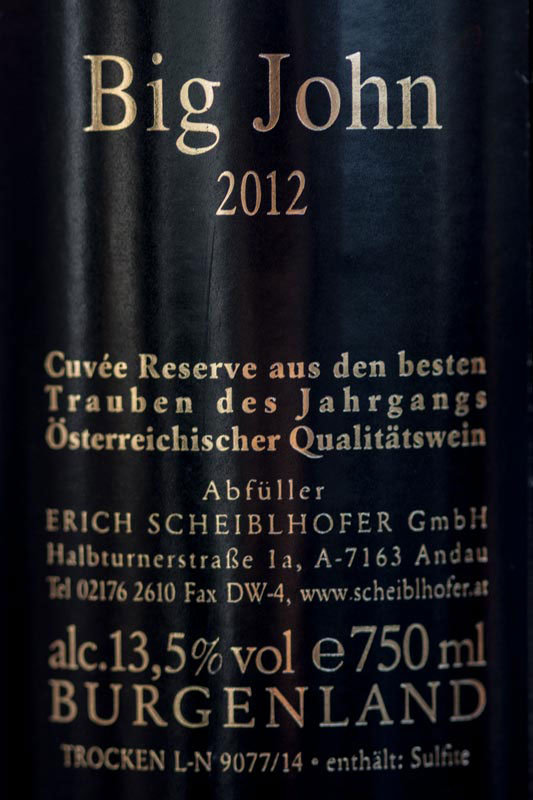 Big John
2012
Cuvée Reserve aus den besten
Trauben des Jahrgangs
Österreichischer Qualitätswein
Abfüller
ERICH SCHEIBLHOFER GmbH
Halbturnerstraße 1a, A-7163 Andau
Tel 02176 2610 Fax DW-4, www.scheiblhofer.at
alc.13,5% vol ℮750 ml
BURGENLAND
TROCKEN L-N 9077/14 • enthält: Sulfite